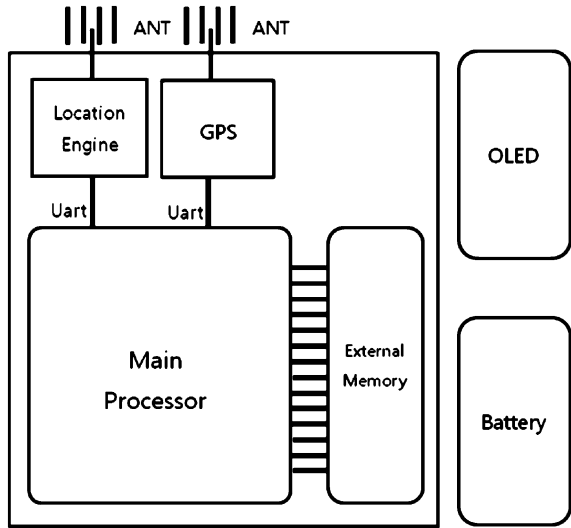 ANT
ANT
Location
Engine
GPS
OLED
Uart
Uart
Main
Processor
External
Memory
Battery